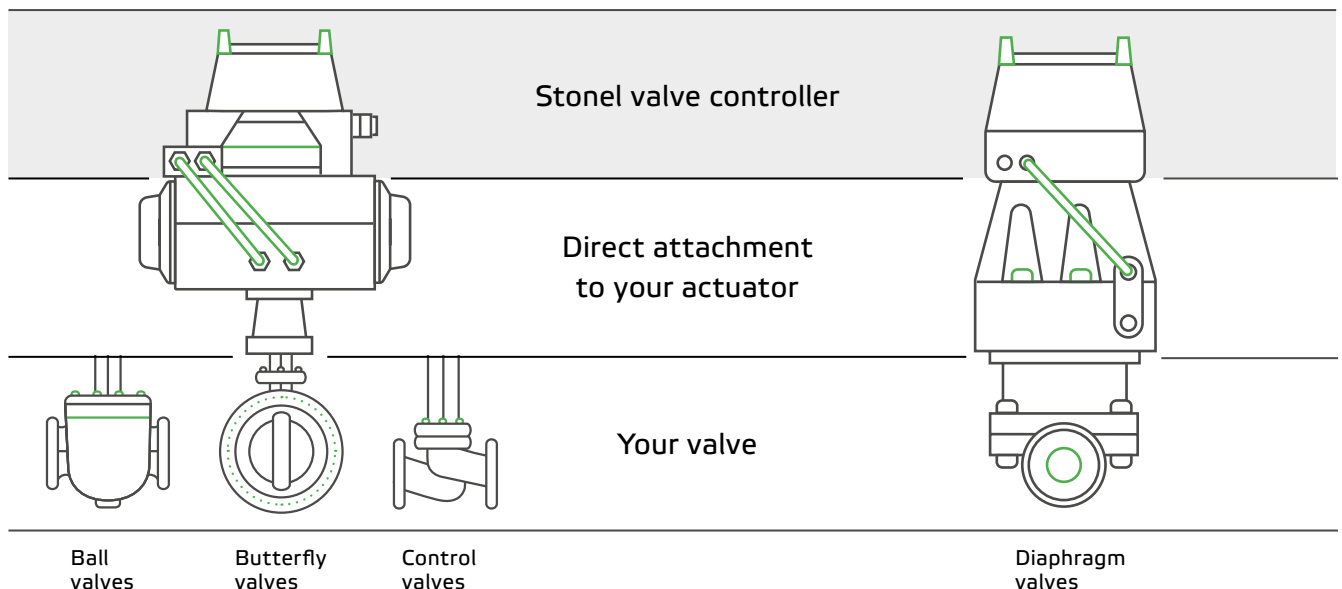 Stonel valve controller
Direct attachment
to your actuator
Your valve
Ball
valves
Butterfly
valves
Control
valves
Diaphragm
valves